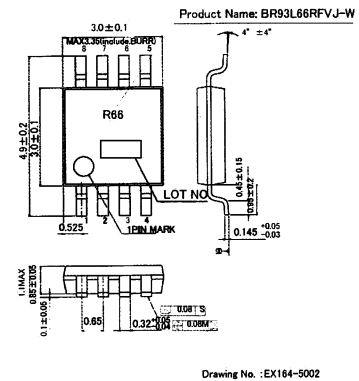 Product Name: BR93L66RFVJ-W
3.0±0.1
MAX3.35(include.BURR)
8 7 6 5
4° ±4°
4.9±0.2
3.0±0.1
R66
LOT NO
0.45±0.15
0.95±0.2
1 2 3 4
0.525
1PIN MARK
0.145 +0.05 -0.03
1.1MAX
0.85±0.05
0.1±0.05
0.65
0.32 +0.05 -0.04
0.08 S
0.08M
Drawing No. :EX164-5002